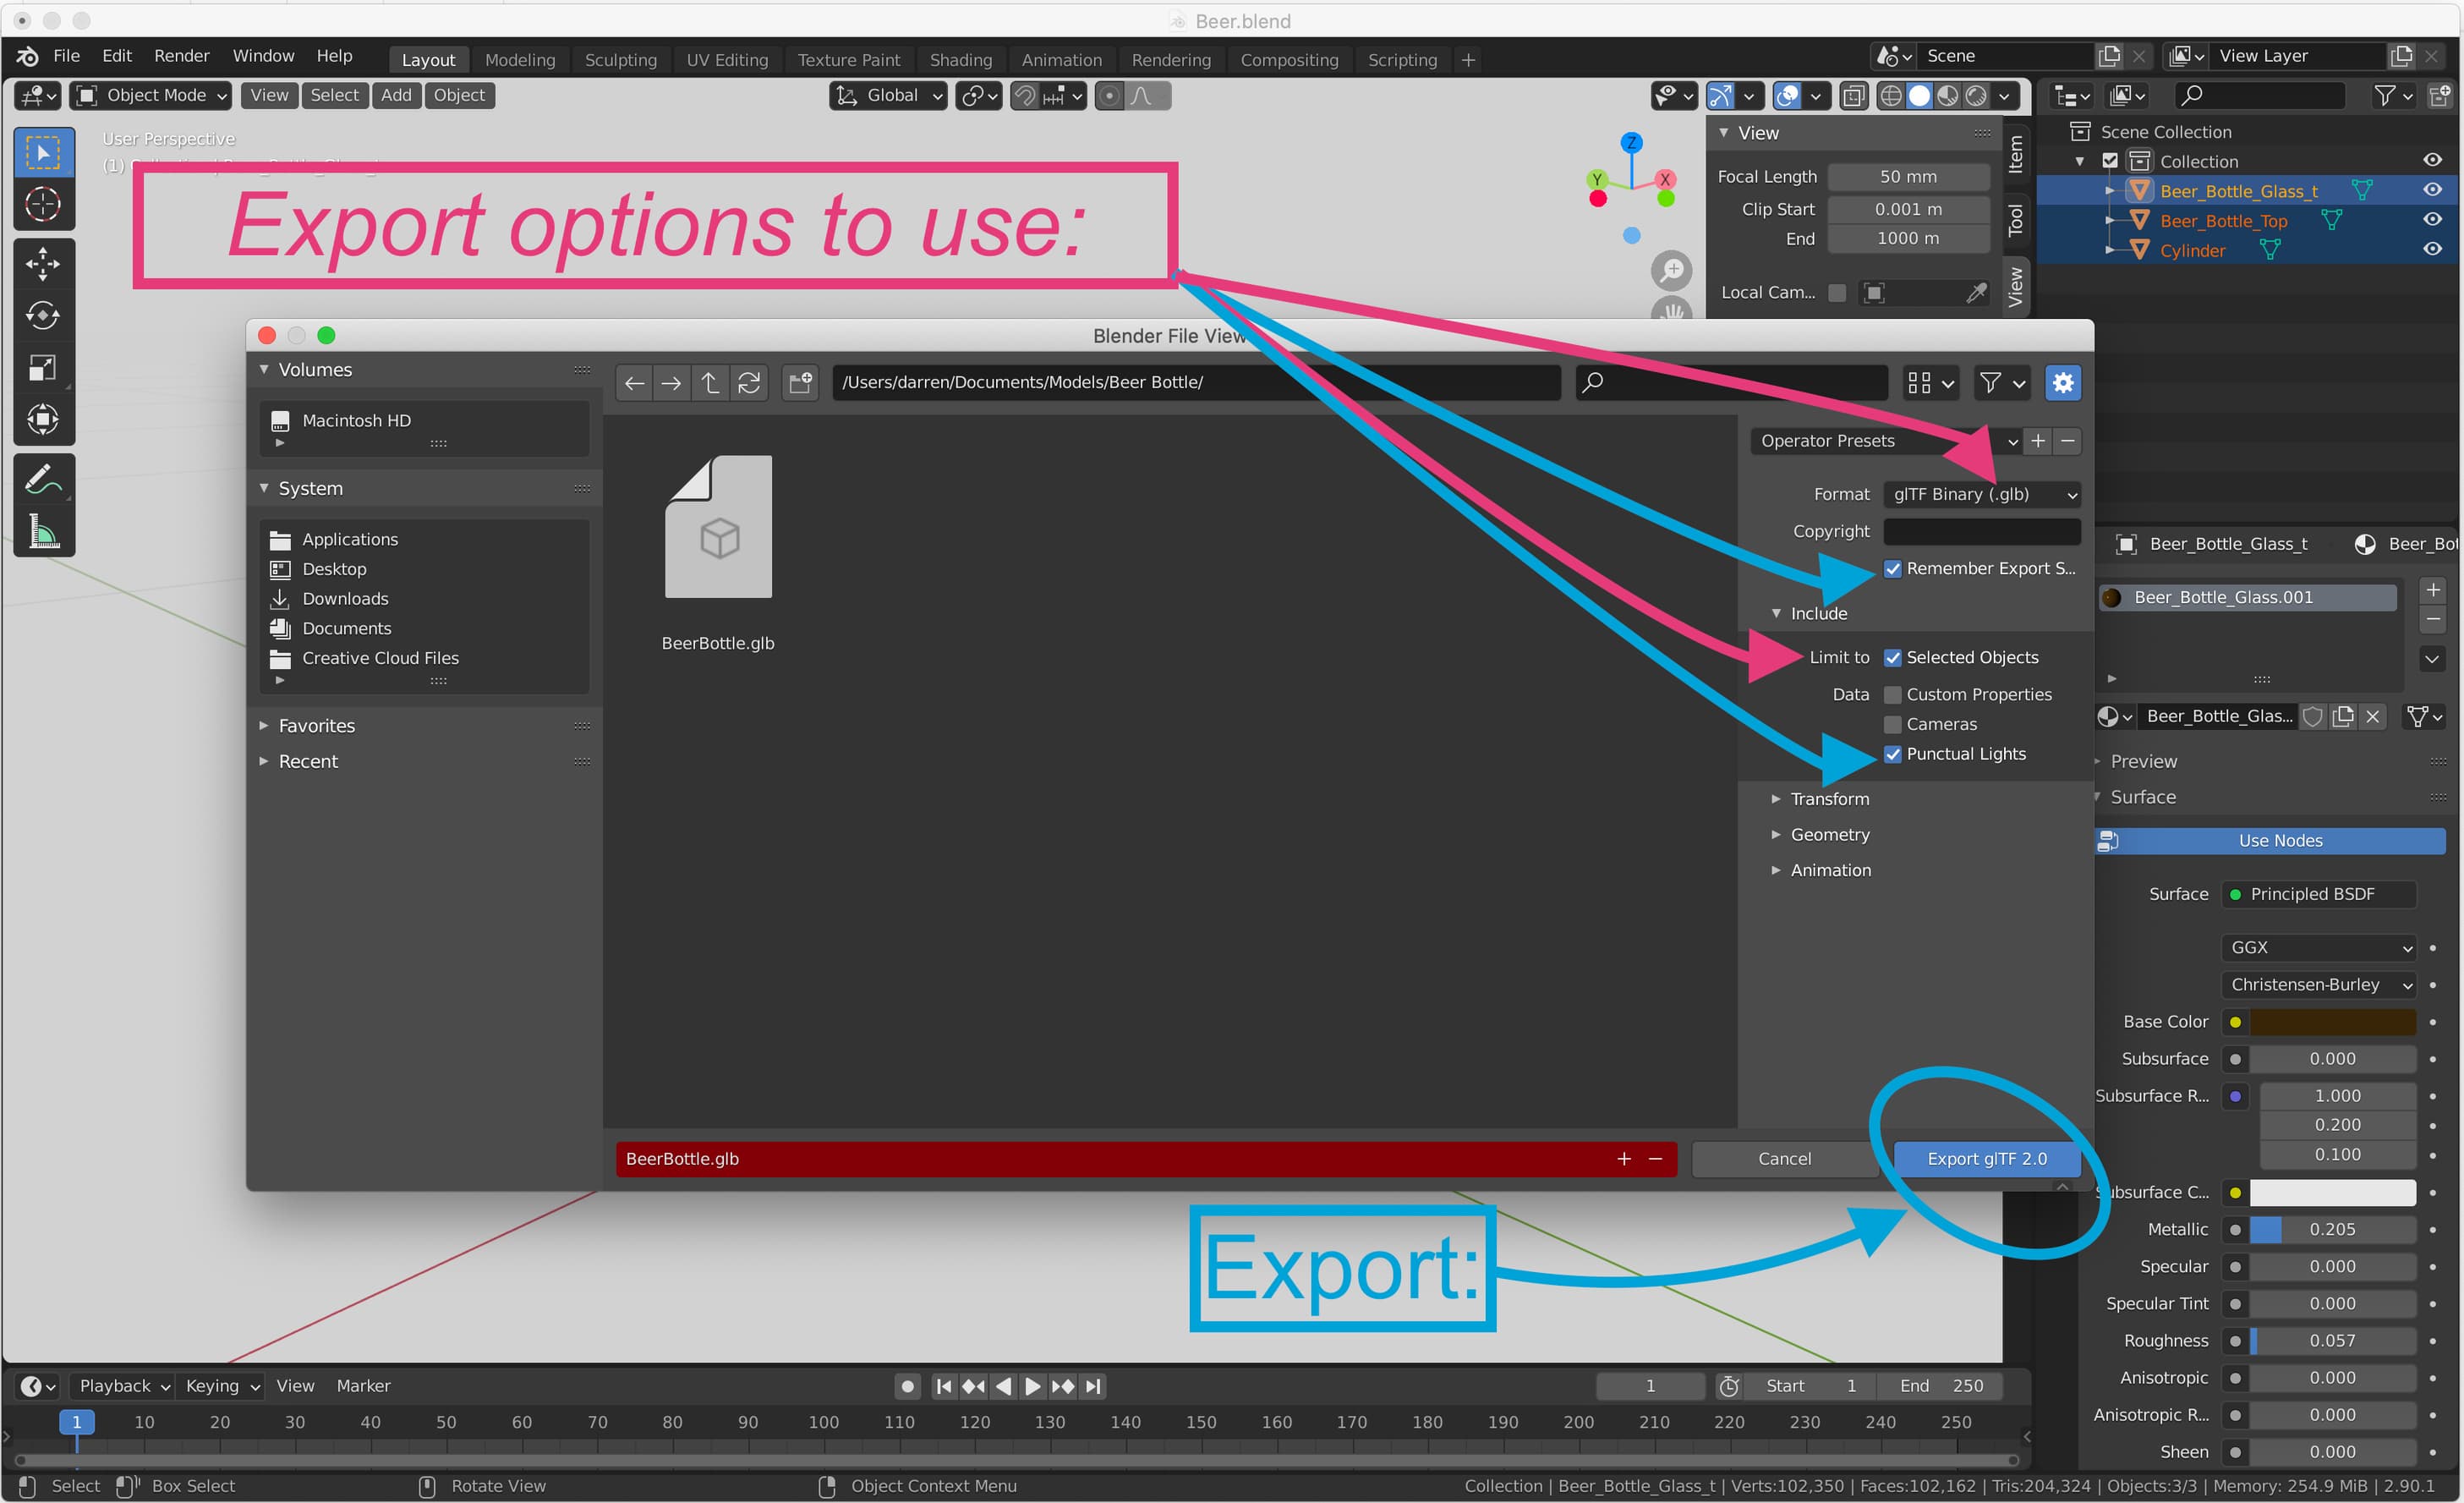 Beer.blend
File Edit Render Window Help Layout Modeling Sculpting UV Editing Texture Paint Shading Animation Rendering Compositing Scripting + Scene View Layer
Object Mode View Select Add Object Global
User Perspective
(1)
Export options to use:
Z
Y X
View
Focal Length 50 mm
Clip Start 0.001 m
End 1000 m
Local Cam...
Item
Tool
View
Scene Collection
Collection
Beer_Bottle_Glass_t
Beer_Bottle_Top
Cylinder
Blender File View
Volumes
Macintosh HD
System
Applications
Desktop
Downloads
Documents
Creative Cloud Files
Favorites
Recent
/Users/darren/Documents/Models/Beer Bottle/
BeerBottle.glb
Operator Presets + −
Format glTF Binary (.glb)
Copyright
Remember Export S...
Include
Limit to Selected Objects
Data Custom Properties
Cameras
Punctual Lights
Transform
Geometry
Animation
BeerBottle.glb + − Cancel Export glTF 2.0
Export:
Beer_Bottle_Glass_t Beer_Bot
Beer_Bottle_Glass.001
Beer_Bottle_Glas...
Preview
Surface
Use Nodes
Surface Principled BSDF
GGX
Christensen-Burley
Base Color
Subsurface 0.000
Subsurface R... 1.000
0.200
0.100
Subsurface C...
Metallic 0.205
Specular 0.000
Specular Tint 0.000
Roughness 0.057
Anisotropic 0.000
Anisotropic R... 0.000
Sheen 0.000
Playback Keying View Marker 1 Start 1 End 250
1 10 20 30 40 50 60 70 80 90 100 110 120 130 140 150 160 170 180 190 200 210 220 230 240 250
Select Box Select Rotate View Object Context Menu Collection | Beer_Bottle_Glass_t | Verts:102,350 | Faces:102,162 | Tris:204,324 | Objects:3/3 | Memory: 254.9 MiB | 2.90.1